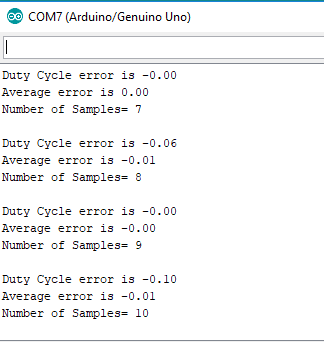 COM7 (Arduino/Genuino Uno)
Duty Cycle error is -0.00
Average error is 0.00
Number of Samples= 7
Duty Cycle error is -0.06
Average error is -0.01
Number of Samples= 8
Duty Cycle error is -0.00
Average error is -0.00
Number of Samples= 9
Duty Cycle error is -0.10
Average error is -0.01
Number of Samples= 10